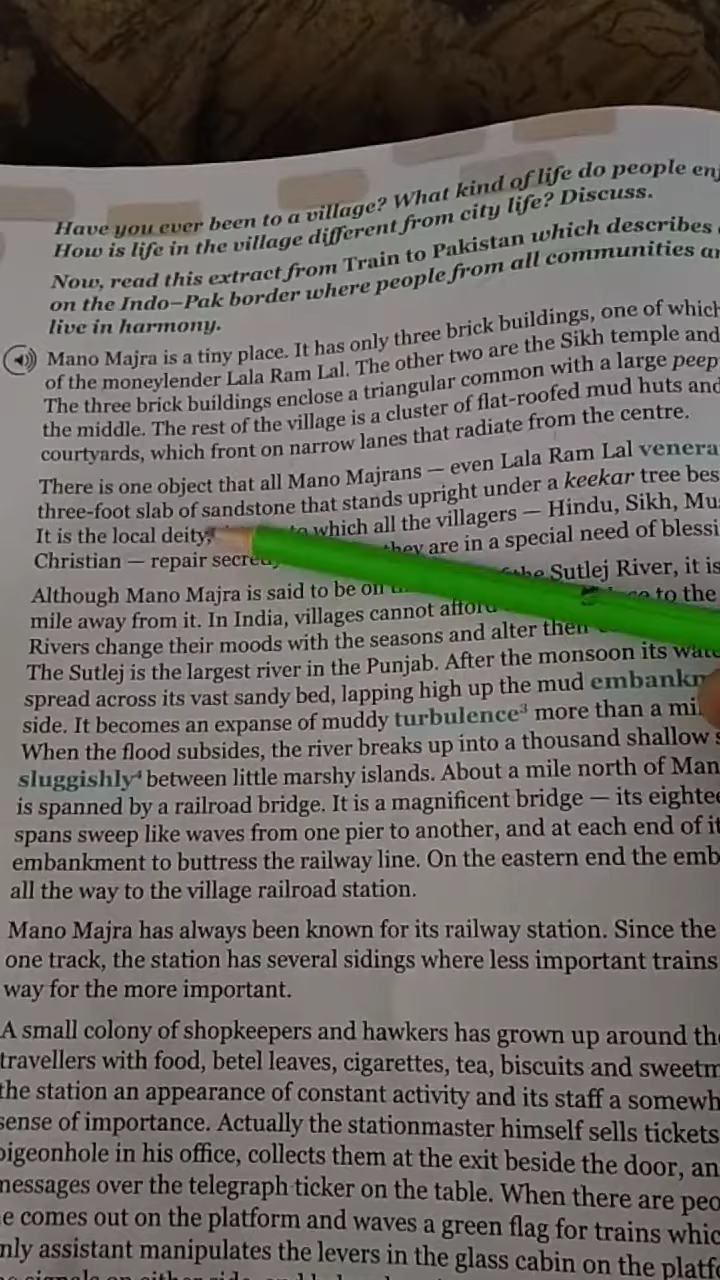 Have you ever been to a village? What kind of life do people
How is life in the village different from city life? Discuss.
Now, read this extract from Train to Pakistan which describes
on the Indo–Pak border where people from all communities
live in harmony.
Mano Majra is a tiny place. It has only three brick buildings, one of which
of the moneylender Lala Ram Lal. The other two are the Sikh temple and
The three brick buildings enclose a triangular common with a large peep
the middle. The rest of the village is a cluster of flat-roofed mud huts and
courtyards, which front on narrow lanes that radiate from the centre.
There is one object that all Mano Majrans — even Lala Ram Lal venera
three-foot slab of sandstone that stands upright under a keekar tree bes
It is the local deity, which all the villagers — Hindu, Sikh, Mu
Christian — repair they are in a special need of blessi
Although Mano Majra is said to be on the Sutlej River, it is
mile away from it. In India, villages cannot afford to the
Rivers change their moods with the seasons and alter their
The Sutlej is the largest river in the Punjab. After the monsoon its
spread across its vast sandy bed, lapping high up the mud embankm
side. It becomes an expanse of muddy turbulence³ more than a
When the flood subsides, the river breaks up into a thousand shallow s
sluggishly⁴ between little marshy islands. About a mile north of Man
is spanned by a railroad bridge. It is a magnificent bridge — its eightee
spans sweep like waves from one pier to another, and at each end of it
embankment to buttress the railway line. On the eastern end the emb
all the way to the village railroad station.
Mano Majra has always been known for its railway station. Since the
one track, the station has several sidings where less important trains
way for the more important.
A small colony of shopkeepers and hawkers has grown up around the
travellers with food, betel leaves, cigarettes, tea, biscuits and sweetm
the station an appearance of constant activity and its staff a somewh
sense of importance. Actually the stationmaster himself sells tickets
pigeonhole in his office, collects them at the exit beside the door, an
messages over the telegraph ticker on the table. When there are peo
e comes out on the platform and waves a green flag for trains whic
nly assistant manipulates the levers in the glass cabin on the platf